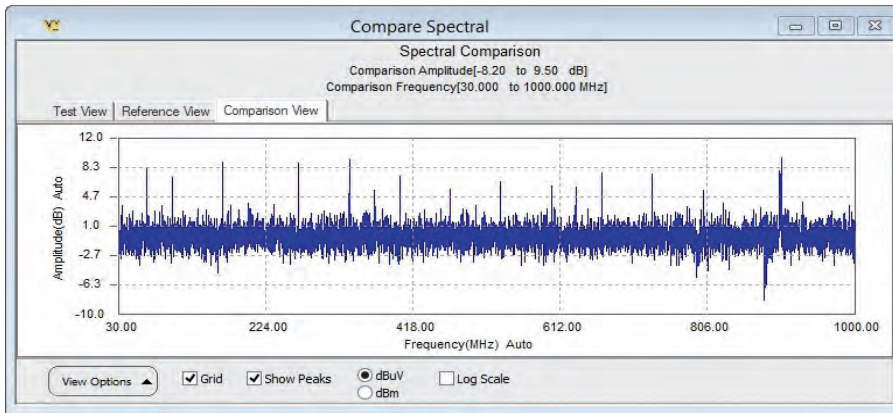 Compare Spectral
Spectral Comparison
Comparison Amplitude[-8.20 to 9.50 dB]
Comparison Frequency[30.000 to 1000.000 MHz]
Test View Reference View Comparison View
12.0
8.3
4.7
1.0
-2.7
-6.3
-10.0
Amplitude(dB) Auto
30.00 224.00 418.00 612.00 806.00 1000.00
Frequency(MHz) Auto
View Options Grid Show Peaks dBuV Log Scale
dBm